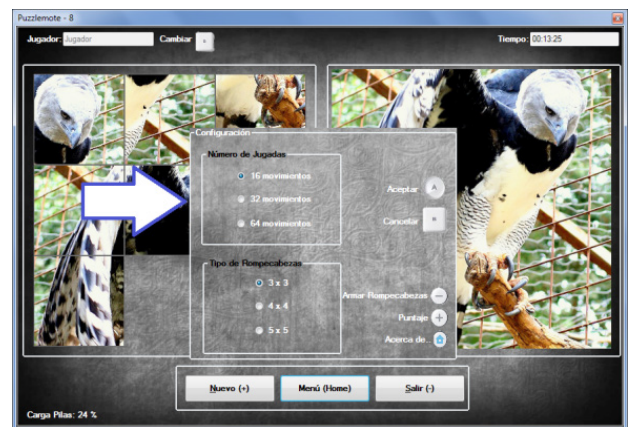 Puzzlemote - 8
Jugador: Jugador Cambiar Tiempo: 00:13:25
Configuración
Número de Jugadas
16 movimientos
32 movimientos
64 movimientos
Aceptar A
Cancelar
Tipo de Rompecabezas
3 x 3
4 x 4
5 x 5
Armar Rompecabezas
Puntaje
Acerca de...
Nuevo (+) Menú (Home) Salir (-)
Carga Pilas: 24 %